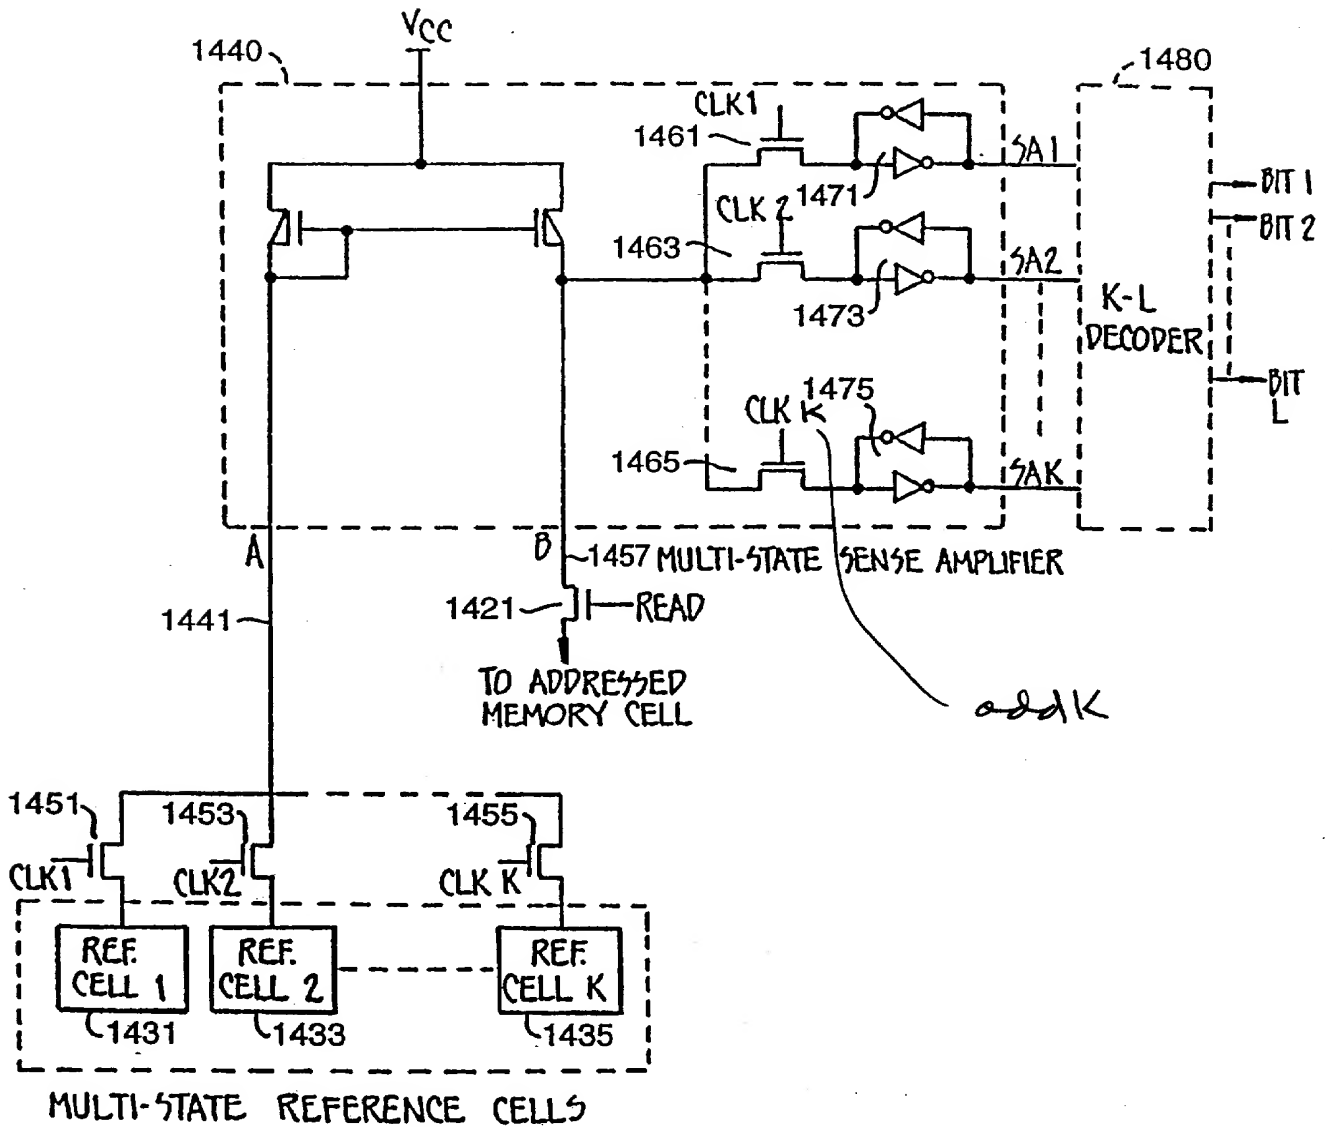 VCC
1440
1480
CLK1
1461
SA1
1471
BIT 1
CLK 2
BIT 2
1463
SA2
1473
K-L
DECODER
1475
BIT
L
CLK K
1465
SAK
A
B
1457
MULTI-STATE SENSE AMPLIFIER
1421
READ
1441
TO ADDRESSED
MEMORY CELL
add K
1451
1453
1455
CLK1
CLK2
CLK K
REF.
CELL 1
REF.
CELL 2
REF.
CELL K
1431
1433
1435
MULTI-STATE REFERENCE CELLS